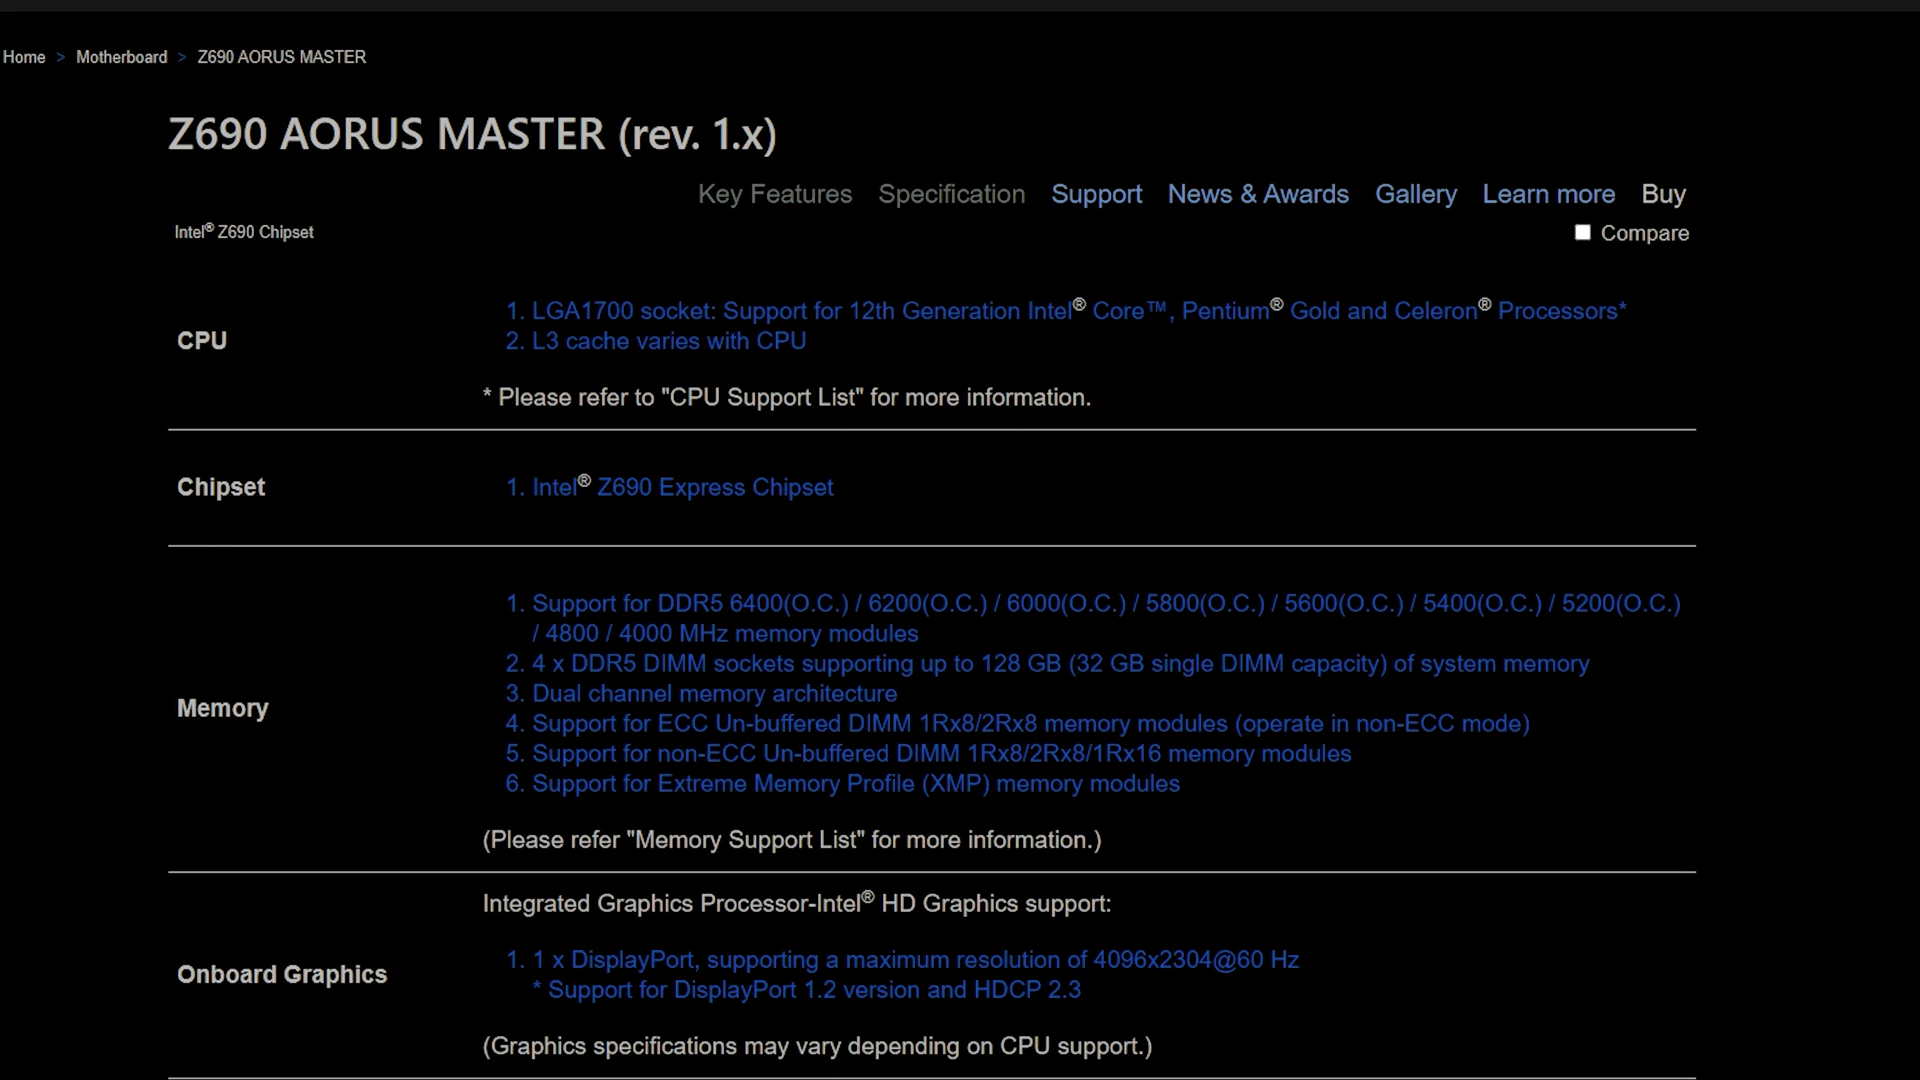 Home > Motherboard > Z690 AORUS MASTER
Z690 AORUS MASTER (rev. 1.x)
Key Features Specification Support News & Awards Gallery Learn more Buy
Intel® Z690 Chipset
Compare
CPU
1. LGA1700 socket: Support for 12th Generation Intel® Core™, Pentium® Gold and Celeron® Processors*
2. L3 cache varies with CPU
* Please refer to "CPU Support List" for more information.
Chipset
1. Intel® Z690 Express Chipset
Memory
1. Support for DDR5 6400(O.C.) / 6200(O.C.) / 6000(O.C.) / 5800(O.C.) / 5600(O.C.) / 5400(O.C.) / 5200(O.C.)
/ 4800 / 4000 MHz memory modules
2. 4 x DDR5 DIMM sockets supporting up to 128 GB (32 GB single DIMM capacity) of system memory
3. Dual channel memory architecture
4. Support for ECC Un-buffered DIMM 1Rx8/2Rx8 memory modules (operate in non-ECC mode)
5. Support for non-ECC Un-buffered DIMM 1Rx8/2Rx8/1Rx16 memory modules
6. Support for Extreme Memory Profile (XMP) memory modules
(Please refer "Memory Support List" for more information.)
Onboard Graphics
Integrated Graphics Processor-Intel® HD Graphics support:
1. 1 x DisplayPort, supporting a maximum resolution of 4096x2304@60 Hz
* Support for DisplayPort 1.2 version and HDCP 2.3
(Graphics specifications may vary depending on CPU support.)